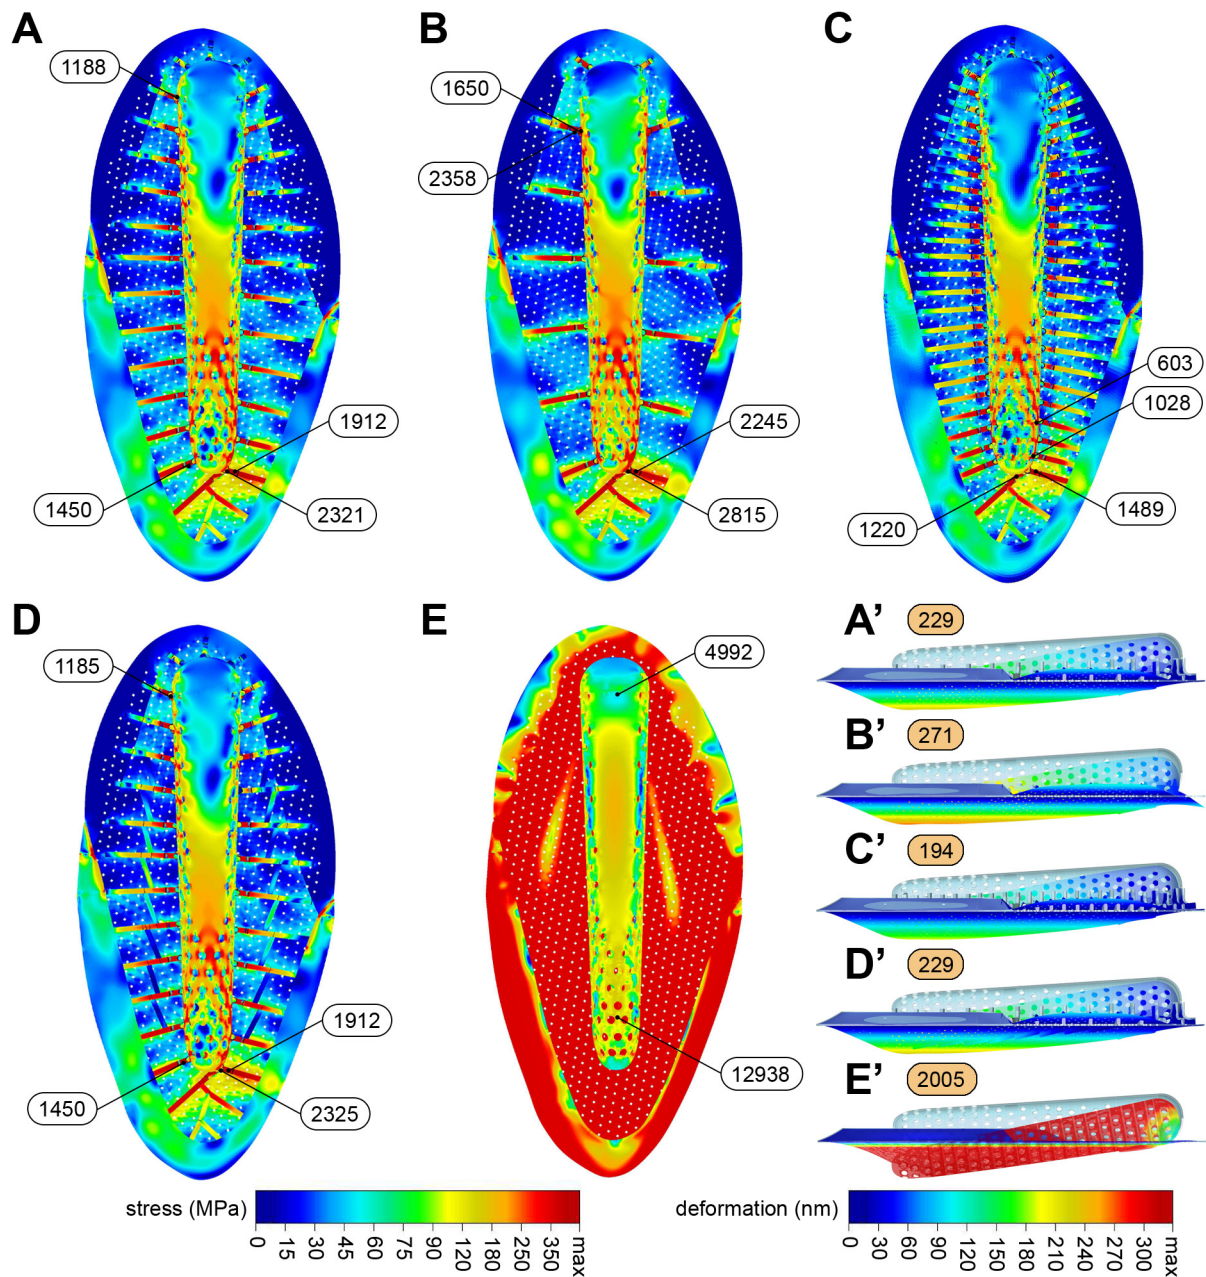 A
B
C
1188
1650
2358
603
1028
1912
2245
1450
2321
2815
1220
1489
D
E
A’
229
1185
4992
B’
271
C’
194
D’
229
1912
E’
2005
12938
1450
2325
stress (MPa)
0 15 30 45 60 75 90 120 180 250 350 max
deformation (nm)
0 30 60 90 120 150 180 210 240 270 300 max